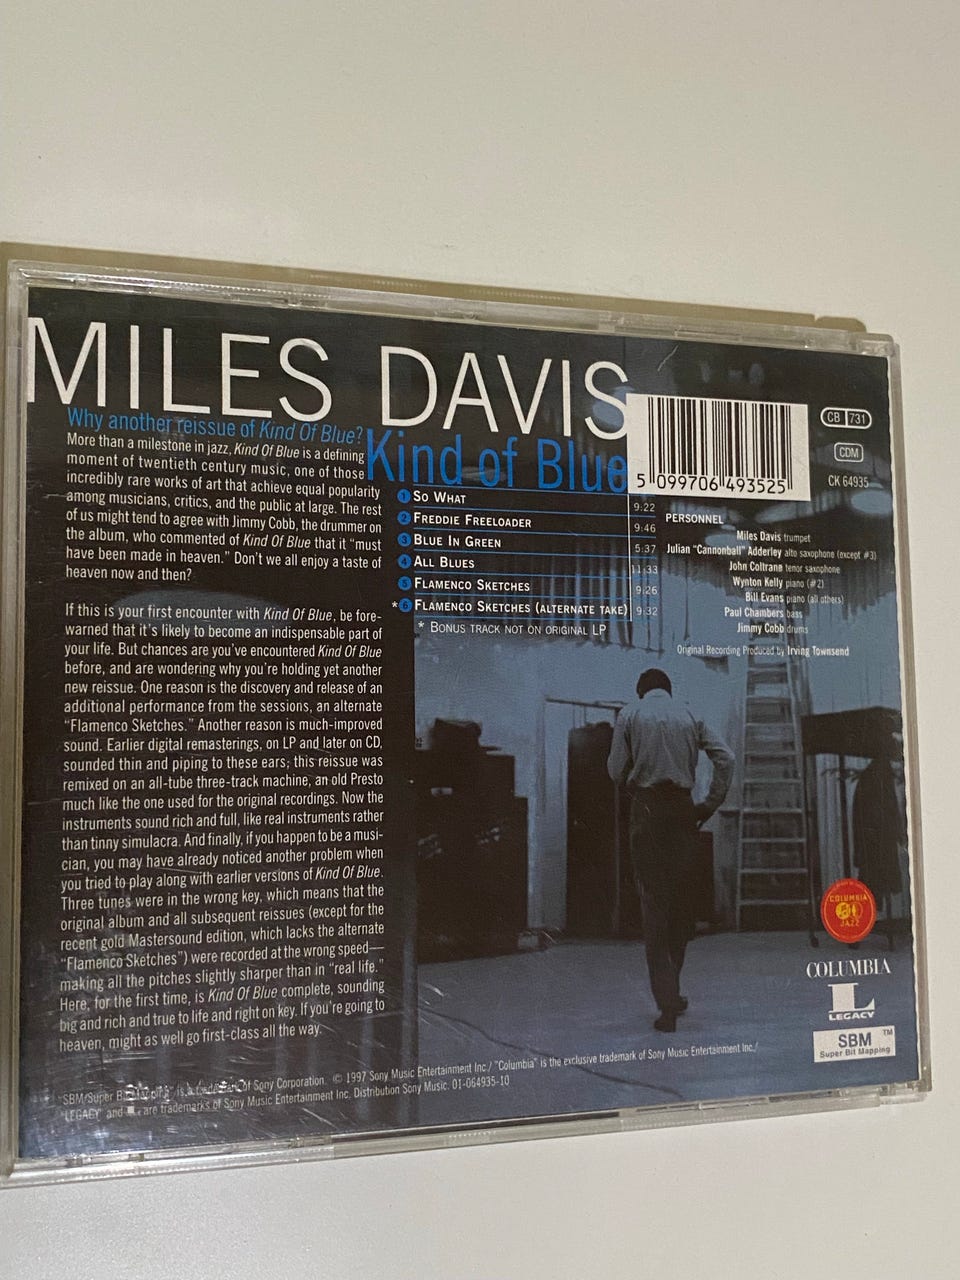 MILES DAVIS
Kind of Blue
Why another reissue of Kind Of Blue?
More than a milestone in jazz, Kind Of Blue is a defining
moment of twentieth century music, one of those
incredibly rare works of art that achieve equal popularity
among musicians, critics, and the public at large. The rest
of us might tend to agree with Jimmy Cobb, the drummer on
the album, who commented of Kind Of Blue that it "must
have been made in heaven." Don't we all enjoy a taste of
heaven now and then?
If this is your first encounter with Kind Of Blue, be fore-
warned that it's likely to become an indispensable part of
your life. But chances are you've encountered Kind Of Blue
before, and are wondering why you're holding yet another
new reissue. One reason is the discovery and release of an
additional performance from the sessions, an alternate
"Flamenco Sketches." Another reason is much-improved
sound. Earlier digital remasterings, on LP and later on CD,
sounded thin and piping to these ears; this reissue was
remixed on an all-tube three-track machine, an old Presto
much like the one used for the original recordings. Now the
instruments sound rich and full, like real instruments rather
than tinny simulacra. And finally, if you happen to be a musi-
cian, you may have already noticed another problem when
you tried to play along with earlier versions of Kind Of Blue.
Three tunes were in the wrong key, which means that the
original album and all subsequent reissues (except for the
recent gold Mastersound edition, which lacks the alternate
"Flamenco Sketches") were recorded at the wrong speed—
making all the pitches slightly sharper than in "real life."
Here, for the first time, is Kind Of Blue complete, sounding
big and rich and true to life and right on key. If you're going to
heaven, might as well go first-class all the way.
1 SO WHAT 9:22
2 FREDDIE FREELOADER 9:46
3 BLUE IN GREEN 5:37
4 ALL BLUES 11:33
5 FLAMENCO SKETCHES 9:26
* 6 FLAMENCO SKETCHES (ALTERNATE TAKE) 9:32
* BONUS TRACK NOT ON ORIGINAL LP
5 099706 493525
CB 731
CDM
CK 64935
PERSONNEL
Miles Davis trumpet
Julian "Cannonball" Adderley alto saxophone (except #3)
John Coltrane tenor saxophone
Wynton Kelly piano (#2)
Bill Evans piano (all others)
Paul Chambers bass
Jimmy Cobb drums
Original Recording Produced by Irving Townsend
COLUMBIA
JAZZ
COLUMBIA
L
LEGACY
SBM TM
Super Bit Mapping
"SBM/Super Bit Mapping" is a trademark of Sony Corporation. © 1997 Sony Music Entertainment Inc./ "Columbia" is the exclusive trademark of Sony Music Entertainment Inc./
"LEGACY" and L are trademarks of Sony Music Entertainment Inc. Distribution Sony Music. 01-064935-10